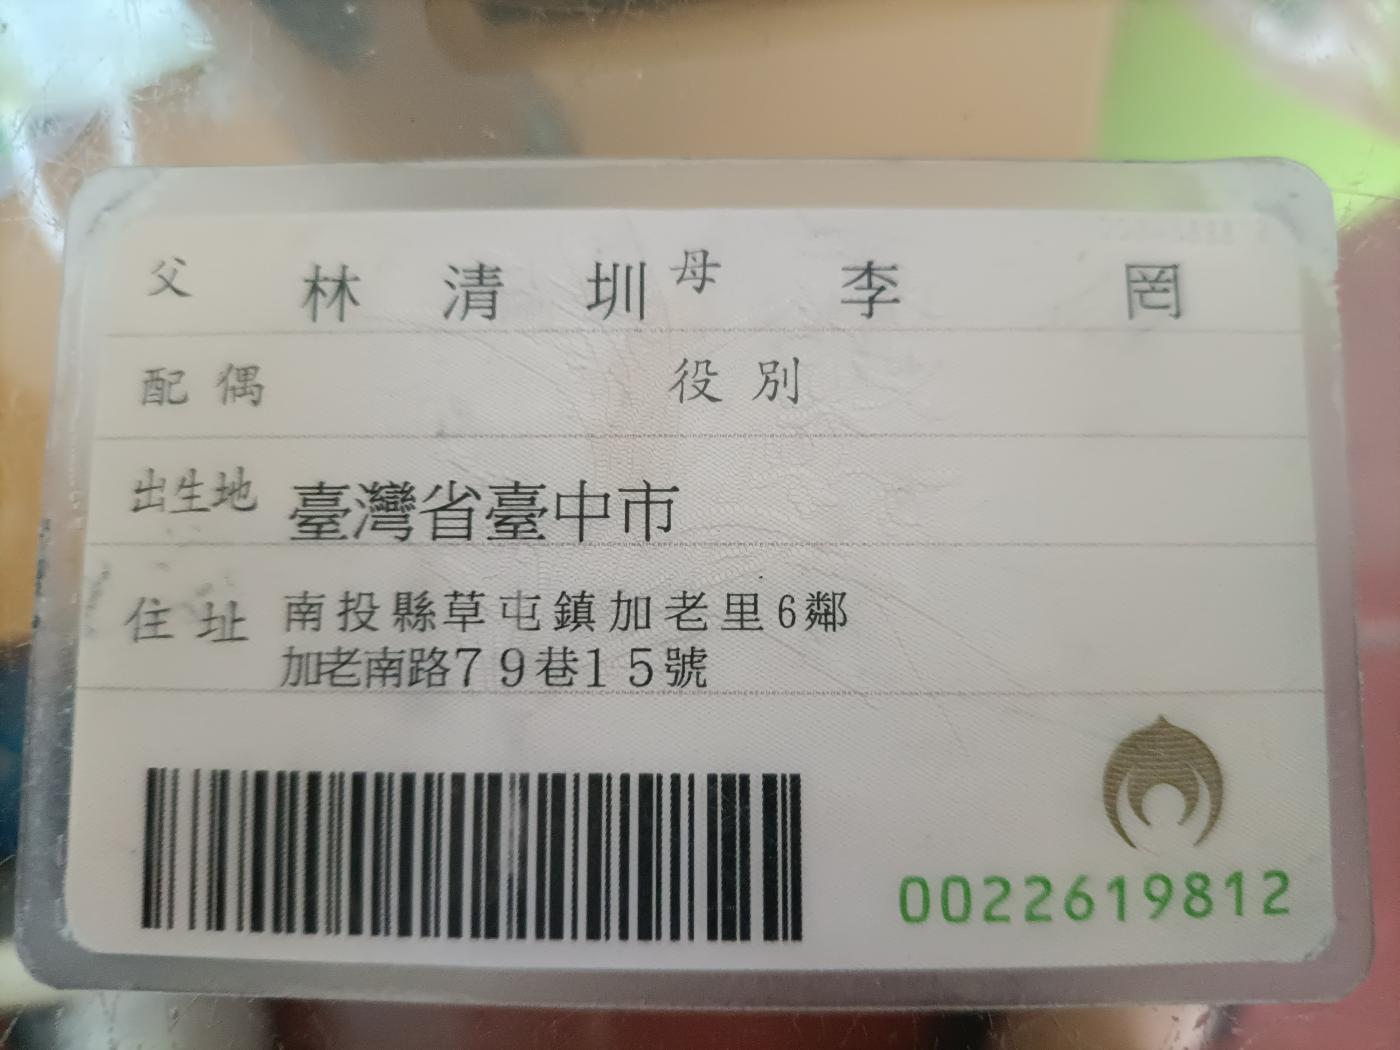 父 林清圳 母 李罔
配偶 役別
出生地 臺灣省臺中市
住址 南投縣草屯鎮加老里6鄰
加老南路79巷15號
0022619812